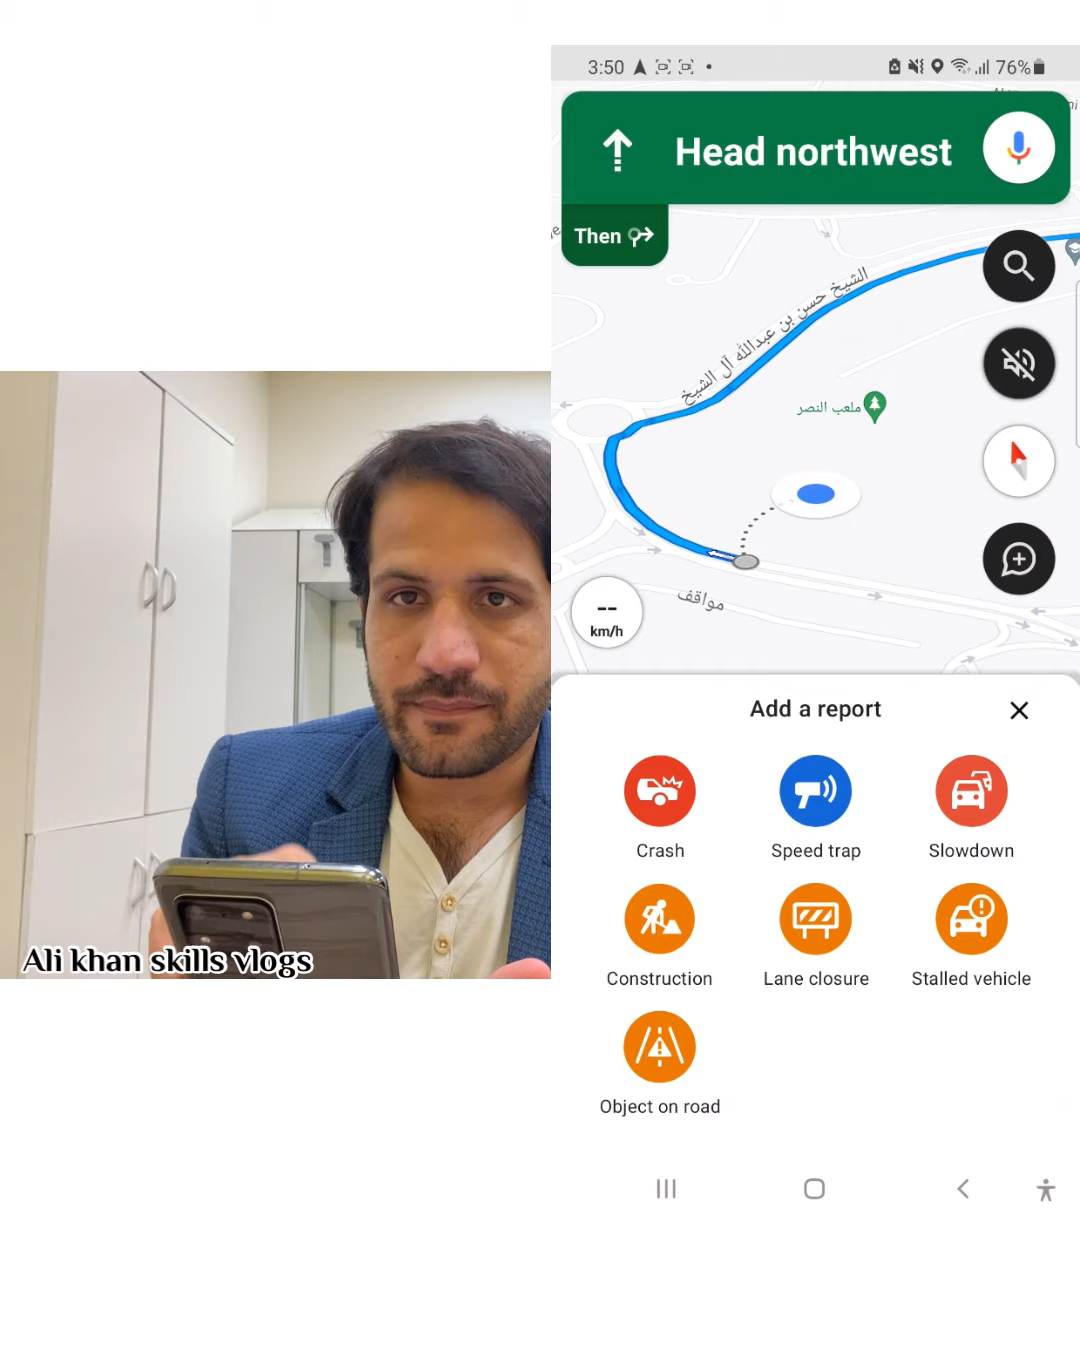 3:50
76%
Head northwest
Then
الشيخ حسن بن عبدالله آل الشيخ
ملعب النصر
مواقف
--
km/h
Add a report
Crash
Speed trap
Slowdown
Construction
Lane closure
Stalled vehicle
Object on road
Ali khan skills vlogs